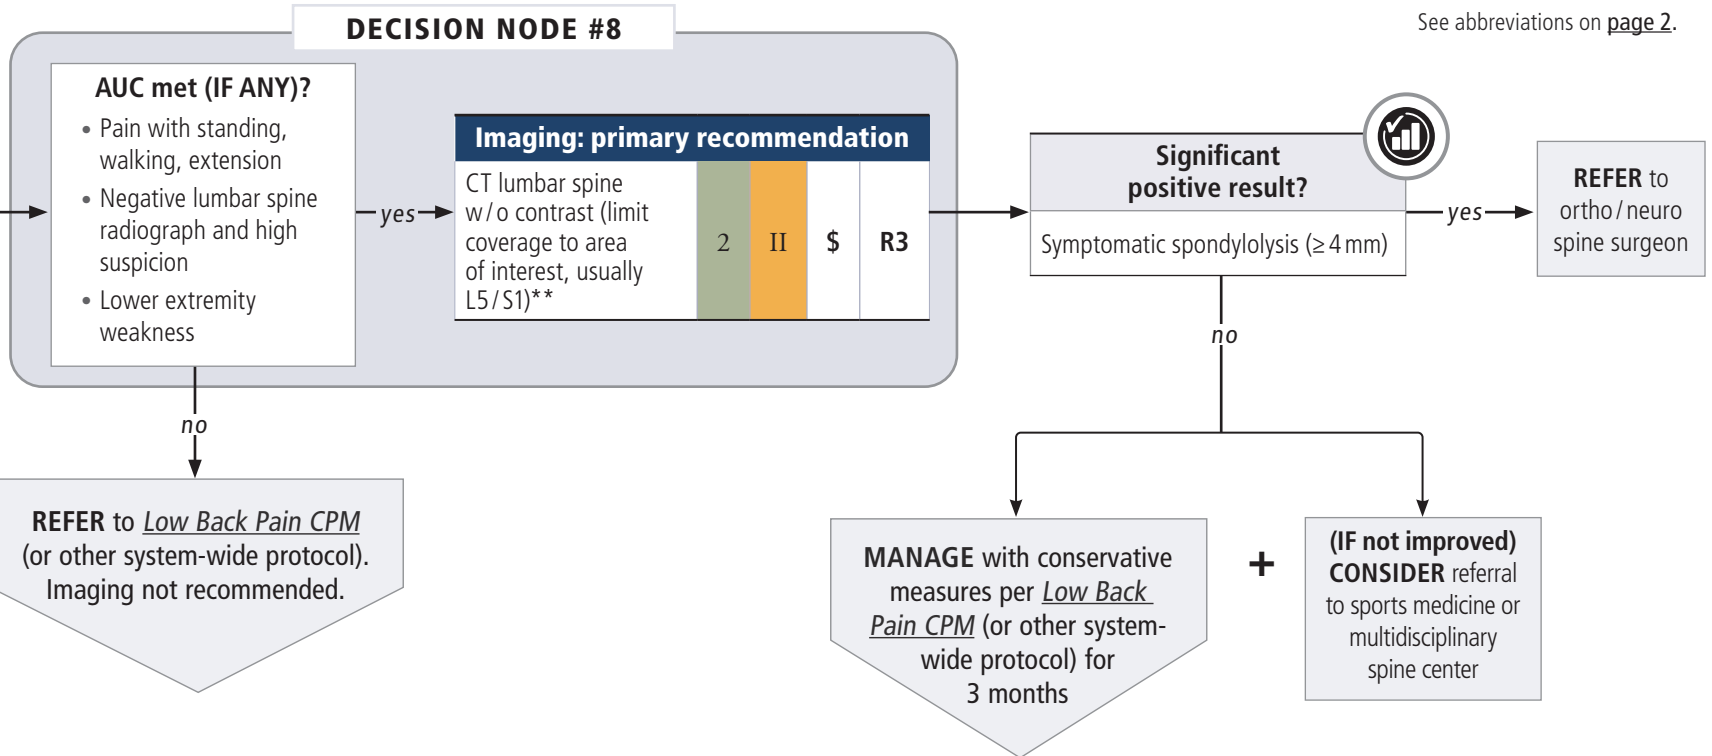 DECISION NODE #8
See abbreviations on page 2.
AUC met (IF ANY)?
• Pain with standing,
walking, extension
• Negative lumbar spine
radiograph and high
suspicion
• Lower extremity
weakness
yes
Imaging: primary recommendation
CT lumbar spine
w/o contrast (limit
coverage to area
of interest, usually
L5/S1)**
2
II
$
R3
Significant
positive result?
Symptomatic spondylolysis (≥ 4 mm)
yes
REFER to
ortho/neuro
spine surgeon
no
REFER to Low Back Pain CPM
(or other system-wide protocol).
Imaging not recommended.
no
MANAGE with conservative
measures per Low Back
Pain CPM (or other system-
wide protocol) for
3 months
+
(IF not improved)
CONSIDER referral
to sports medicine or
multidisciplinary
spine center